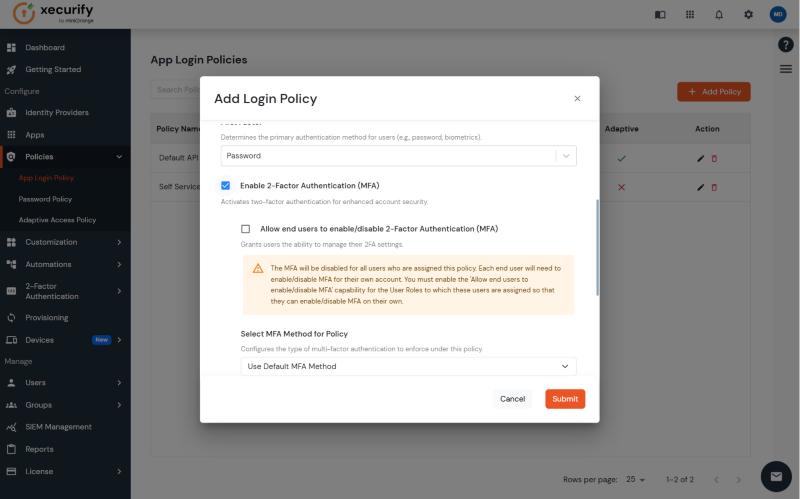 xecurify
by miniOrange
MD
Dashboard
Getting Started
Configure
Identity Providers
Apps
Policies
App Login Policy
Password Policy
Adaptive Access Policy
Customization
Automations
2-Factor
Authentication
Provisioning
Devices
New
Manage
Users
Groups
SIEM Management
Reports
License
App Login Policies
Search
+ Add Policy
Policy Name
Adaptive
Action
Default API
Self Service
Add Login Policy
Determines the primary authentication method for users (e.g., password, biometrics).
Password
Enable 2-Factor Authentication (MFA)
Activates two-factor authentication for enhanced account security.
Allow end users to enable/disable 2-Factor Authentication (MFA)
Grants users the ability to manage their 2FA settings.
The MFA will be disabled for all users who are assigned this policy. Each end user will need to
enable/disable MFA for their own account. You must enable the 'Allow end users to
enable/disable MFA' capability for the User Roles to which these users are assigned so that
they can enable/disable MFA on their own.
Select MFA Method for Policy
Configures the type of multi-factor authentication to enforce under this policy.
Use Default MFA Method
Cancel
Submit
Rows per page: 25
1–2 of 2